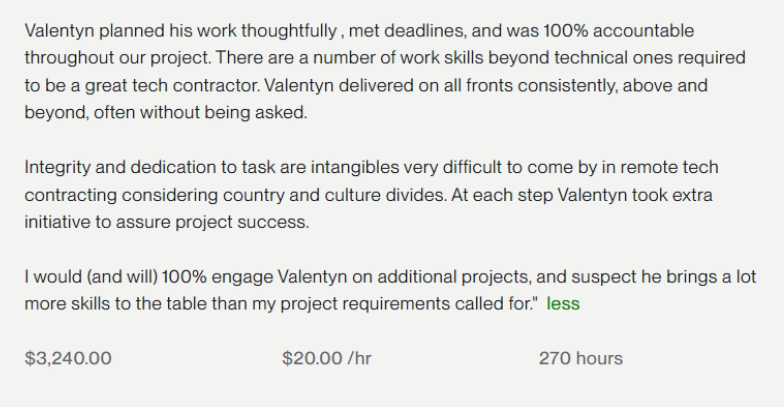 Valentyn planned his work thoughtfully , met deadlines, and was 100% accountable
throughout our project. There are a number of work skills beyond technical ones required
to be a great tech contractor. Valentyn delivered on all fronts consistently, above and
beyond, often without being asked.
Integrity and dedication to task are intangibles very difficult to come by in remote tech
contracting considering country and culture divides. At each step Valentyn took extra
initiative to assure project success.
I would (and will) 100% engage Valentyn on additional projects, and suspect he brings a lot
more skills to the table than my project requirements called for." less
$3,240.00 $20.00 /hr 270 hours